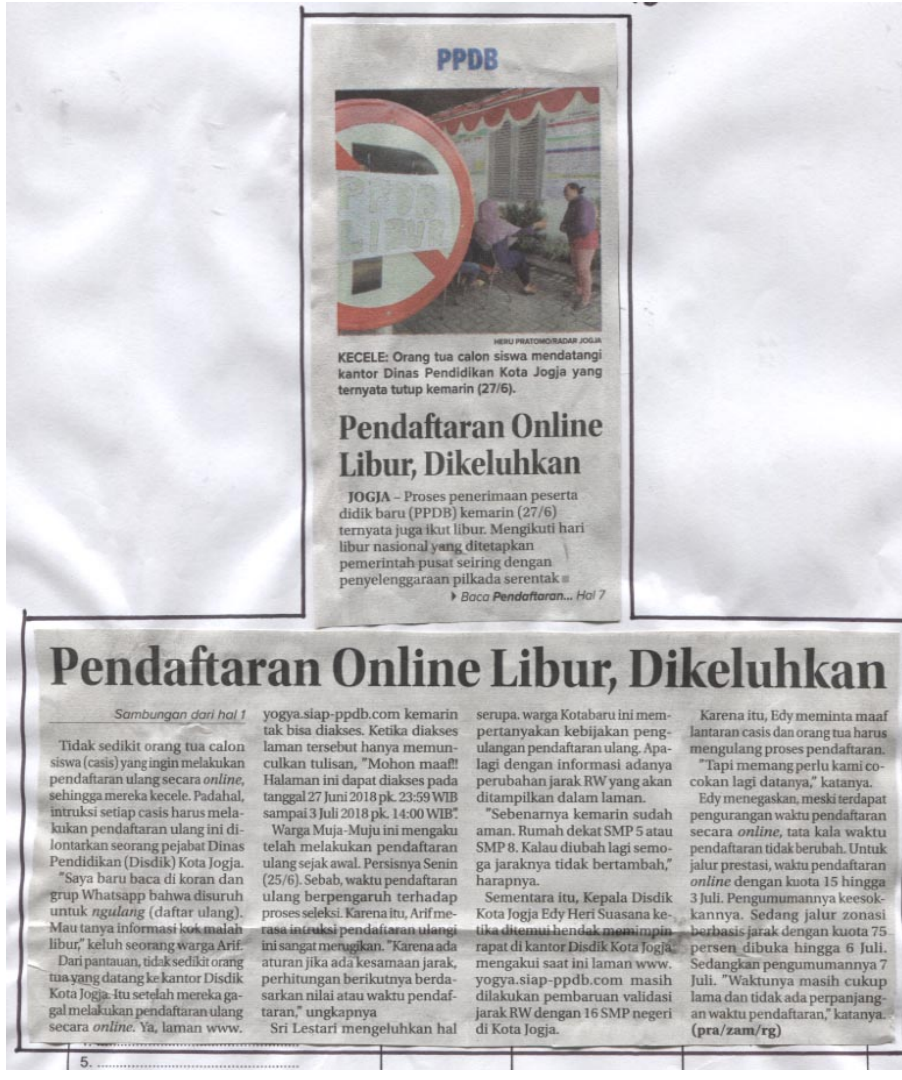 PPDB
PPDB
LIBUR
HERU PRATOMO/RADAR JOGJA
KECELE: Orang tua calon siswa mendatangi
kantor Dinas Pendidikan Kota Jogja yang
ternyata tutup kemarin (27/6).
Pendaftaran Online
Libur, Dikeluhkan
JOGJA – Proses penerimaan peserta
didik baru (PPDB) kemarin (27/6)
ternyata juga ikut libur. Mengikuti hari
libur nasional yang ditetapkan
pemerintah pusat seiring dengan
penyelenggaraan pilkada serentak
Baca Pendaftaran... Hal 7
Pendaftaran Online Libur, Dikeluhkan
Sambungan dari hal 1
Tidak sedikit orang tua calon
siswa (casis) yang ingin melakukan
pendaftaran ulang secara online,
sehingga mereka kecele. Padahal,
intruksi setiap casis harus mela-
kukan pendaftaran ulang ini di-
lontarkan seorang pejabat Dinas
Pendidikan (Disdik) Kota Jogja.
"Saya baru baca di koran dan
grup Whatsapp bahwa disuruh
untuk ngulang (daftar ulang).
Mau tanya informasi kok malah
libur," keluh seorang warga Arif.
Dari pantauan, tidak sedikit orang
tua yang datang ke kantor Disdik
Kota Jogja. Itu setelah mereka ga-
gal melakukan pendaftaran ulang
secara online. Ya, laman www.
yogya.siap-ppdb.com kemarin
tak bisa diakses. Ketika diakses
laman tersebut hanya memun-
culkan tulisan, "Mohon maaf!!
Halaman ini dapat diakses pada
tanggal 27 Juni 2018 pk. 23:59 WIB
sampai 3 Juli 2018 pk. 14:00 WIB".
Warga Muja-Muju ini mengaku
telah melakukan pendaftaran
ulang sejak awal. Persisnya Senin
(25/6). Sebab, waktu pendaftaran
ulang berpengaruh terhadap
proses seleksi. Karena itu, Arif me-
rasa intruksi pendaftaran ulangi
ini sangat merugikan. "Karena ada
aturan jika ada kesamaan jarak,
perhitungan berikutnya berda-
sarkan nilai atau waktu pendaf-
taran," ungkapnya
Sri Lestari mengeluhkan hal
serupa. warga Kotabaru ini mem-
pertanyakan kebijakan peng-
ulangan pendaftaran ulang. Apa-
lagi dengan informasi adanya
perubahan jarak RW yang akan
ditampilkan dalam laman.
"Sebenarnya kemarin sudah
aman. Rumah dekat SMP 5 atau
SMP 8. Kalau diubah lagi semo-
ga jaraknya tidak bertambah,"
harapnya.
Sementara itu, Kepala Disdik
Kota Jogja Edy Heri Suasana ke-
tika ditemui hendak memimpin
rapat di kantor Disdik Kota Jogja,
mengakui saat ini laman www.
yogya.siap-ppdb.com masih
dilakukan pembaruan validasi
jarak RW dengan 16 SMP negeri
di Kota Jogja.
Karena itu, Edy meminta maaf
lantaran casis dan orang tua harus
mengulang proses pendaftaran.
"Tapi memang perlu kami co-
cokan lagi datanya," katanya.
Edy menegaskan, meski terdapat
pengurangan waktu pendaftaran
secara online, tata kala waktu
pendaftaran tidak berubah. Untuk
jalur prestasi, waktu pendaftaran
online dengan kuota 15 hingga
3 Juli. Pengumumannya keesok-
kannya. Sedang jalur zonasi
berbasis jarak dengan kuota 75
persen dibuka hingga 6 Juli.
Sedangkan pengumumannya 7
Juli. "Waktunya masih cukup
lama dan tidak ada perpanjang-
an waktu pendaftaran," katanya.
(pra/zam/rg)
5.